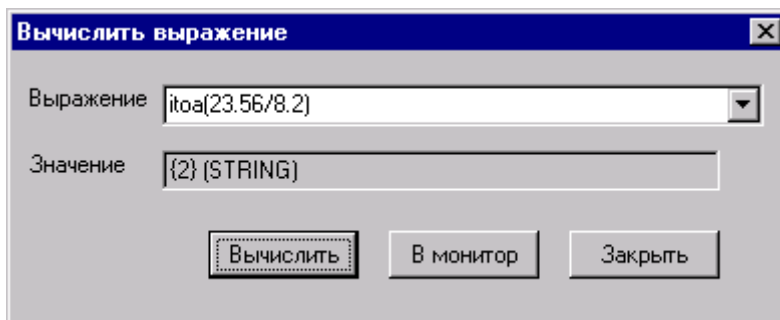 Вычислить выражение
Выражение itoa(23.56/8.2)
Значение {2} (STRING)
Вычислить В монитор Закрыть